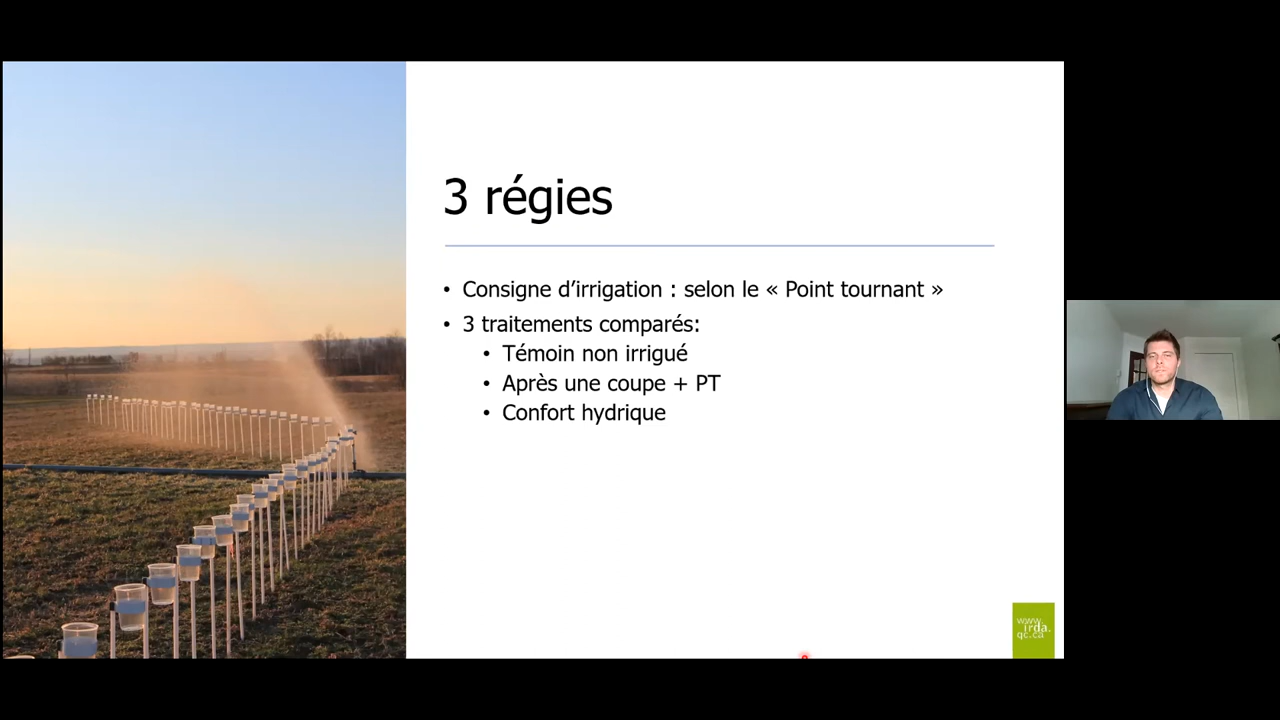 3 régies
• Consigne d’irrigation : selon le « Point tournant »
• 3 traitements comparés:
• Témoin non irrigué
• Après une coupe + PT
• Confort hydrique
www.
irda.
qc.ca